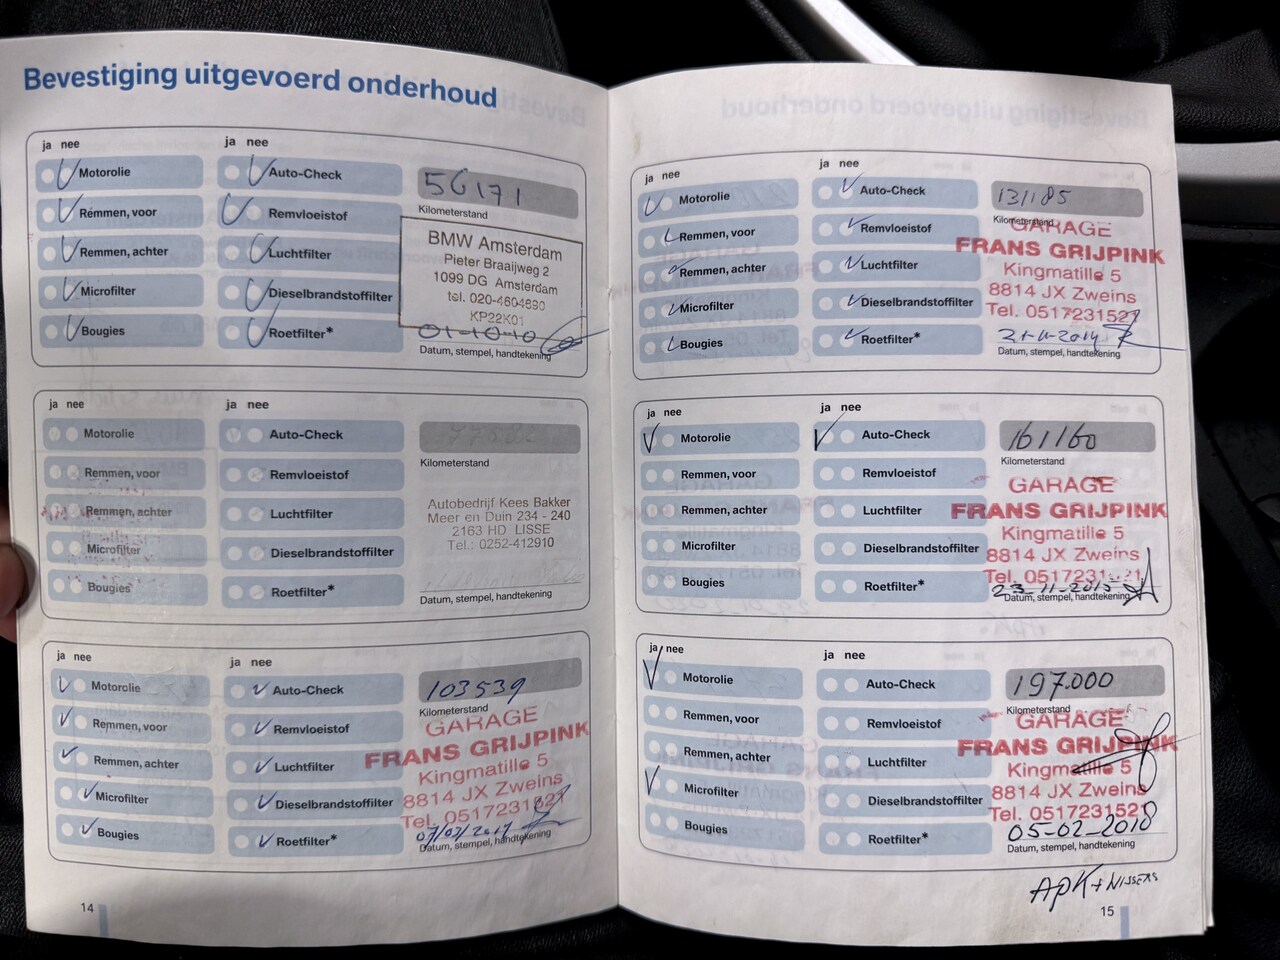 Bevestiging uitgevoerd onderhoud
ja nee
ja nee
Motorolie
Auto-Check
56171
Kilometerstand
Remmen, voor
Remvloeistof
Remmen, achter
Luchtfilter
Microfilter
Dieselbrandstoffilter
Bougies
Roetfilter*
BMW Amsterdam
Pieter Braaijweg 2
1099 DG Amsterdam
tel. 020-4604890
KP22K01
01-10-10
Datum, stempel, handtekening
ja nee
ja nee
Motorolie
Auto-Check
Kilometerstand
Remmen, voor
Remvloeistof
Remmen, achter
Luchtfilter
Microfilter
Dieselbrandstoffilter
Bougies
Roetfilter*
Autobedrijf Kees Bakker
Meer en Duin 234 - 240
2163 HD LISSE
Tel.: 0252-412910
Datum, stempel, handtekening
ja nee
ja nee
Motorolie
Auto-Check
103539
Kilometerstand
Remmen, voor
Remvloeistof
Remmen, achter
Luchtfilter
Microfilter
Dieselbrandstoffilter
Bougies
Roetfilter*
GARAGE
FRANS GRIJPINK
Kingmatille 5
8814 JX Zweins
Tel. 0517231527
Datum, stempel, handtekening
14
ja nee
ja nee
Motorolie
Auto-Check
131185
Kilometerstand
Remmen, voor
Remvloeistof
Remmen, achter
Luchtfilter
Microfilter
Dieselbrandstoffilter
Bougies
Roetfilter*
GARAGE
FRANS GRIJPINK
Kingmatille 5
8814 JX Zweins
Tel. 0517231527
21-11-2014
Datum, stempel, handtekening
ja nee
ja nee
Motorolie
Auto-Check
161160
Kilometerstand
Remmen, voor
Remvloeistof
Remmen, achter
Luchtfilter
Microfilter
Dieselbrandstoffilter
Bougies
Roetfilter*
GARAGE
FRANS GRIJPINK
Kingmatille 5
8814 JX Zweins
23-11-2015
Datum, stempel, handtekening
ja nee
ja nee
Motorolie
Auto-Check
197.000
Kilometerstand
Remmen, voor
Remvloeistof
Remmen, achter
Luchtfilter
Microfilter
Dieselbrandstoffilter
Bougies
Roetfilter*
GARAGE
FRANS GRIJPINK
Kingmatille 5
8814 JX Zweins
Tel. 0517231527
05-02-2018
Datum, stempel, handtekening
APK + WISSERS
15